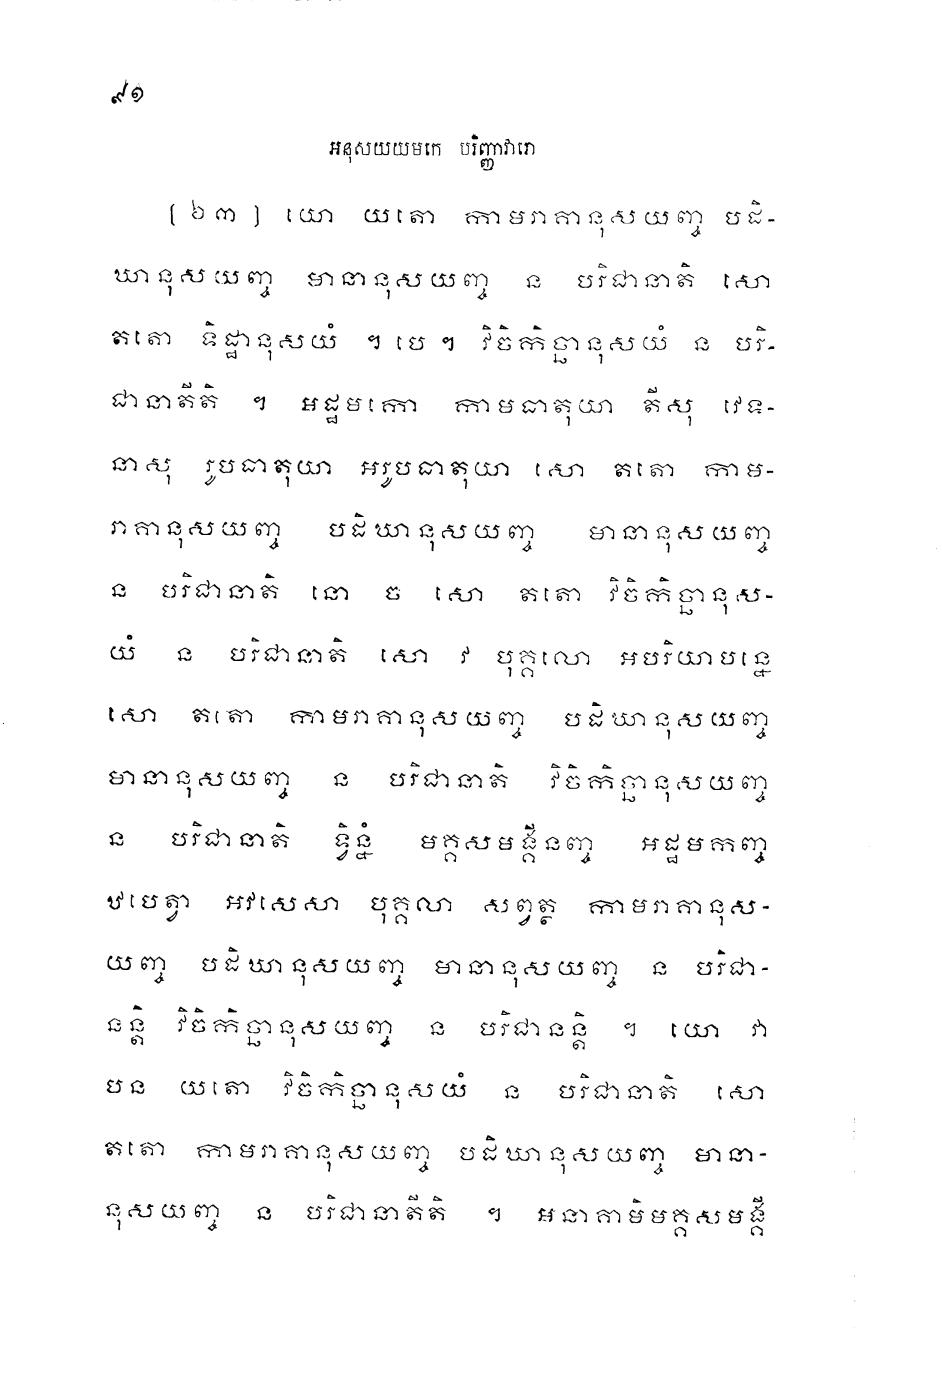 ៩១
អនុសយយមកេ បរិញ្ញាវារោ
[៦៣] យោ យតោ កាមរាគានុសយញ្ច បដិ-
ឃានុសយញ្ច មានានុសយញ្ច ន បរិជានាតិ សោ
តតោ ទិដ្ឋានុសយំ ។ បេ ។ វិចិកិច្ឆានុសយំ ន បរិ-
ជានាតីតិ ។ អដ្ឋមកោ កាមធាតុយា តីសុ វេទ-
នាសុ រូបធាតុយា អរូបធាតុយា សោ តតោ កាម-
រាគានុសយញ្ច បដិឃានុសយញ្ច មានានុសយញ្ច
ន បរិជានាតិ នោ ច សោ តតោ វិចិកិច្ឆានុស-
យំ ន បរិជានាតិ សោ វ បុគ្គលោ អបរិយាបន្នេ
សោ តតោ កាមរាគានុសយញ្ច បដិឃានុសយញ្ច
មានានុសយញ្ច ន បរិជានាតិ វិចិកិច្ឆានុសយញ្ច
ន បរិជានាតិ ទ្វិន្នំ មគ្គសមង្គីនញ្ច អដ្ឋមកញ្ច
ឋបេត្វា អវសេសា បុគ្គលា សព្វត្ថ កាមរាគានុស-
យញ្ច បដិឃានុសយញ្ច មានានុសយញ្ច ន បរិជា-
នន្តិ វិចិកិច្ឆានុសយញ្ច ន បរិជានន្តិ ។ យោ វា
បន យតោ វិចិកិច្ឆានុសយំ ន បរិជានាតិ សោ
តតោ កាមរាគានុសយញ្ច បដិឃានុសយញ្ច មានា-
នុសយញ្ច ន បរិជានាតីតិ ។ អនាគាមិមគ្គសមង្គី